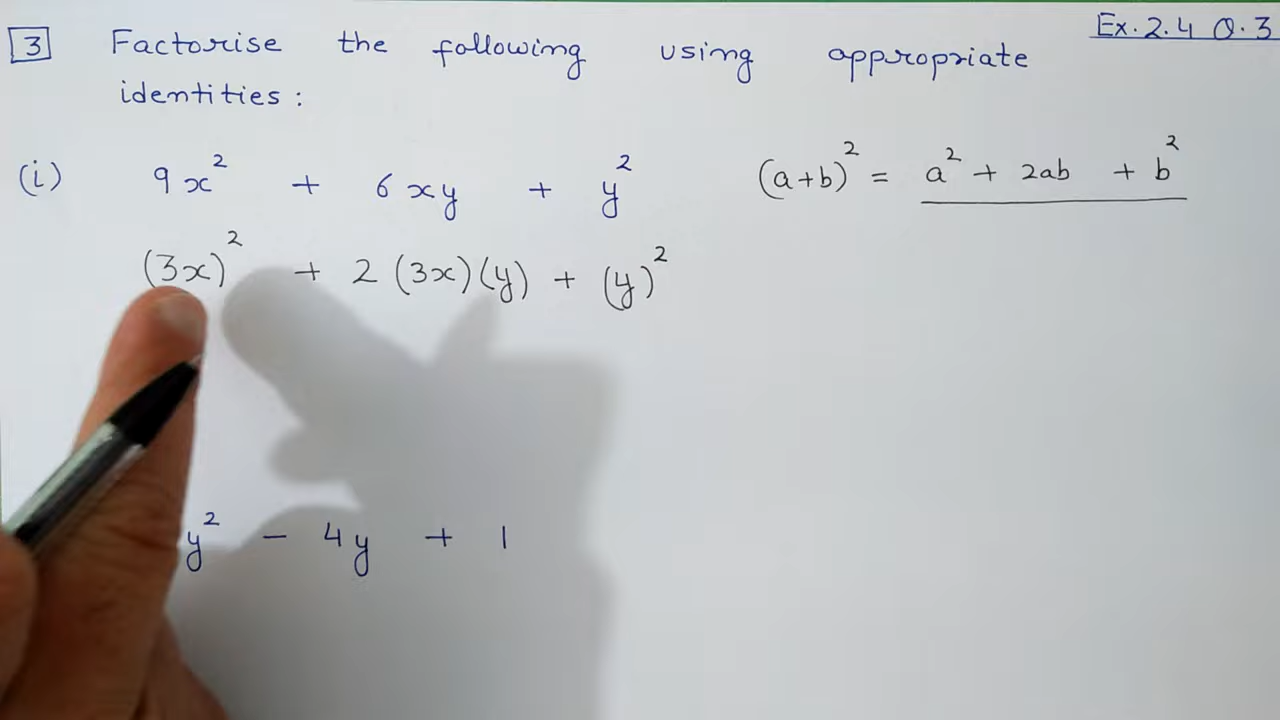 Ex. 2.4 Q. 3
3 Factorise the following using appropriate
identities :
(i) 9x² + 6xy + y² (a+b)² = a² + 2ab + b²
(3x)² + 2 (3x)(y) + (y)²
y² - 4y + 1